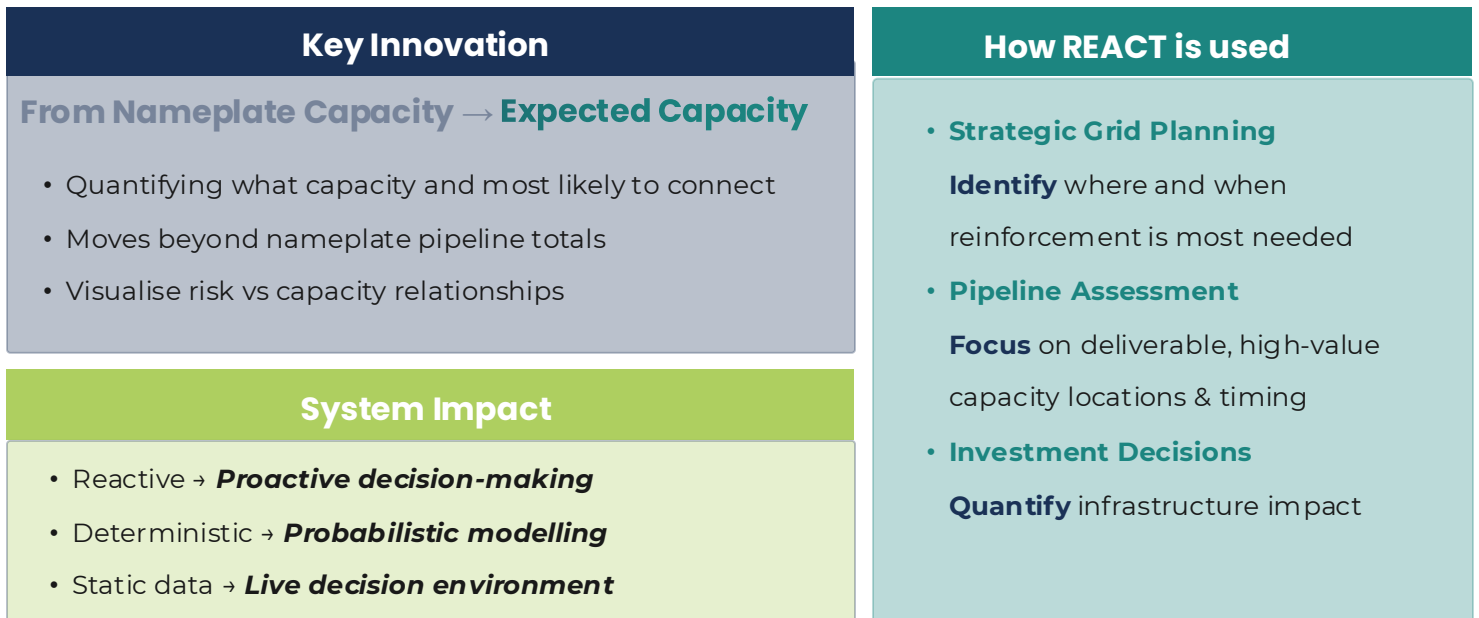 Key Innovation
From Nameplate Capacity → Expected Capacity
• Quantifying what capacity and most likely to connect
• Moves beyond nameplate pipeline totals
• Visualise risk vs capacity relationships
System Impact
• Reactive → Proactive decision-making
• Deterministic → Probabilistic modelling
• Static data → Live decision environment
How REACT is used
• Strategic Grid Planning
Identify where and when
reinforcement is most needed
• Pipeline Assessment
Focus on deliverable, high-value
capacity locations & timing
• Investment Decisions
Quantify infrastructure impact